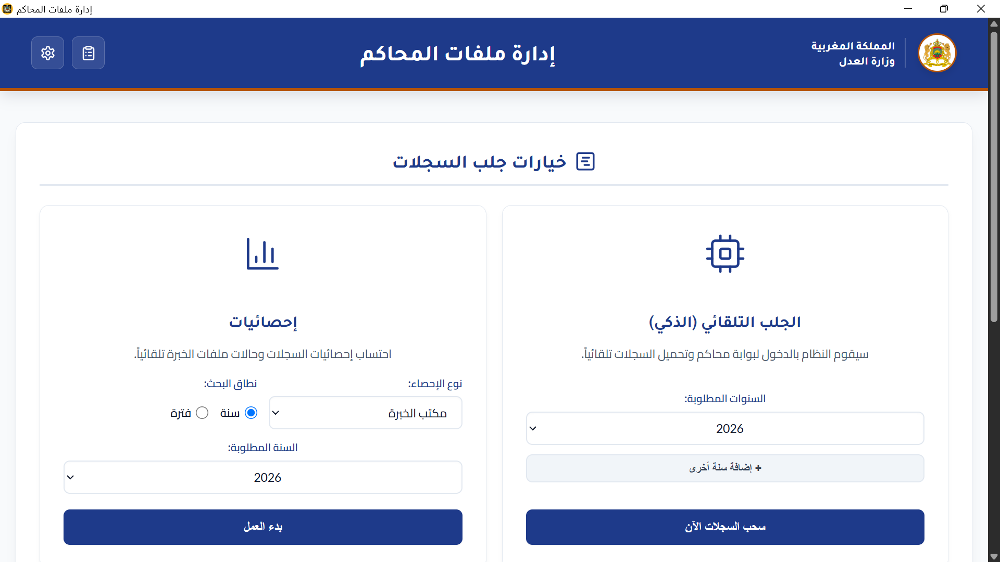 إدارة ملفات المحاكم
المملكة المغربية
وزارة العدل
إدارة ملفات المحاكم
خيارات جلب السجلات
الجلب التلقائي (الذكي)
سيقوم النظام بالدخول لبوابة محاكم وتحميل السجلات تلقائياً.
السنوات المطلوبة:
2026
+ إضافة سنة أخرى
سحب السجلات الآن
إحصائيات
احتساب إحصائيات السجلات وحالات ملفات الخبرة تلقائياً.
نوع الإحصاء:
مكتب الخبرة
نطاق البحث:
سنة فترة
السنة المطلوبة:
2026
بدء العمل